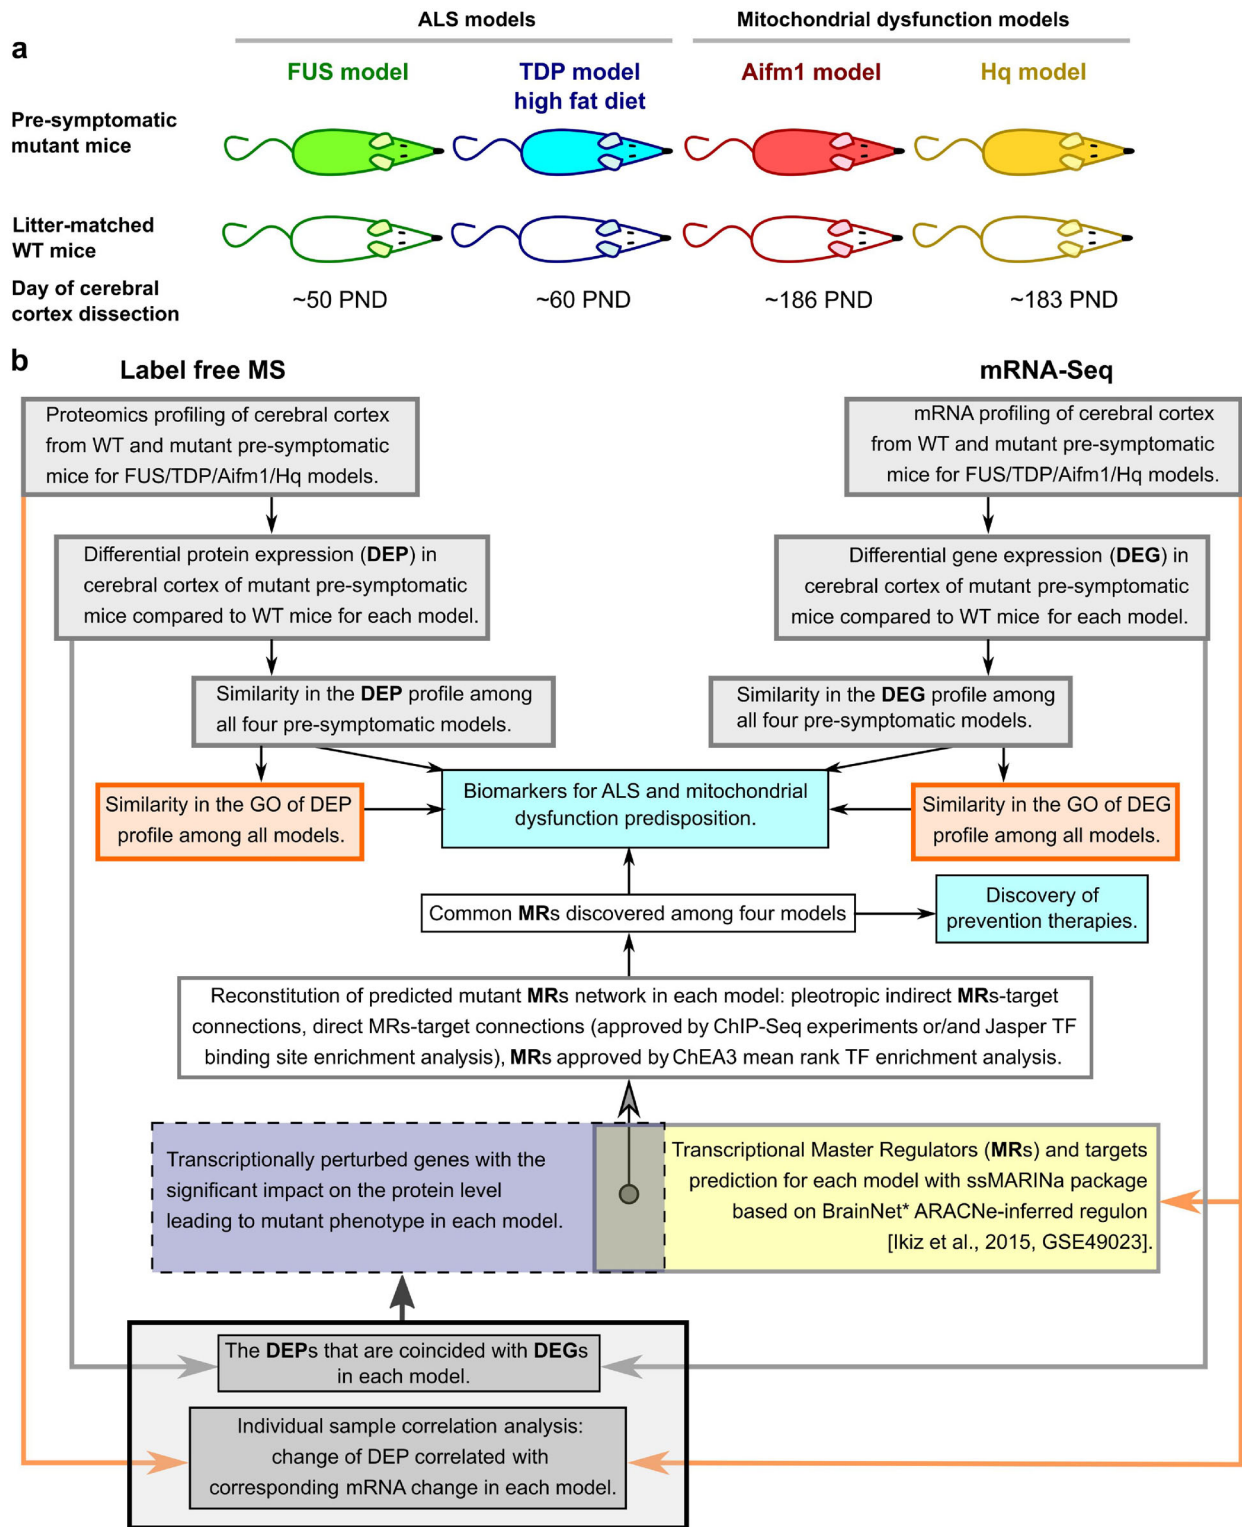 a
ALS models
Mitochondrial dysfunction models
FUS model
TDP model
high fat diet
Aifm1 model
Hq model
Pre-symptomatic
mutant mice
Litter-matched
WT mice
Day of cerebral
cortex dissection
~50 PND
~60 PND
~186 PND
~183 PND
b
Label free MS
mRNA-Seq
Proteomics profiling of cerebral cortex
from WT and mutant pre-symptomatic
mice for FUS/TDP/Aifm1/Hq models.
mRNA profiling of cerebral cortex
from WT and mutant pre-symptomatic
mice for FUS/TDP/Aifm1/Hq models.
Differential protein expression (DEP) in
cerebral cortex of mutant pre-symptomatic
mice compared to WT mice for each model.
Differential gene expression (DEG) in
cerebral cortex of mutant pre-symptomatic
mice compared to WT mice for each model.
Similarity in the DEP profile among
all four pre-symptomatic models.
Similarity in the DEG profile among
all four pre-symptomatic models.
Similarity in the GO of DEP
profile among all models.
Biomarkers for ALS and mitochondrial
dysfunction predisposition.
Similarity in the GO of DEG
profile among all models.
Common MRs discovered among four models
Discovery of
prevention therapies.
Reconstitution of predicted mutant MRs network in each model: pleotropic indirect MRs-target
connections, direct MRs-target connections (approved by ChIP-Seq experiments or/and Jasper TF
binding site enrichment analysis), MRs approved by ChEA3 mean rank TF enrichment analysis.
Transcriptionally perturbed genes with the
significant impact on the protein level
leading to mutant phenotype in each model.
Transcriptional Master Regulators (MRs) and targets
prediction for each model with ssMARINa package
based on BrainNet* ARACNe-inferred regulon
[Ikiz et al., 2015, GSE49023].
The DEPs that are coincided with DEGs
in each model.
Individual sample correlation analysis:
change of DEP correlated with
corresponding mRNA change in each model.